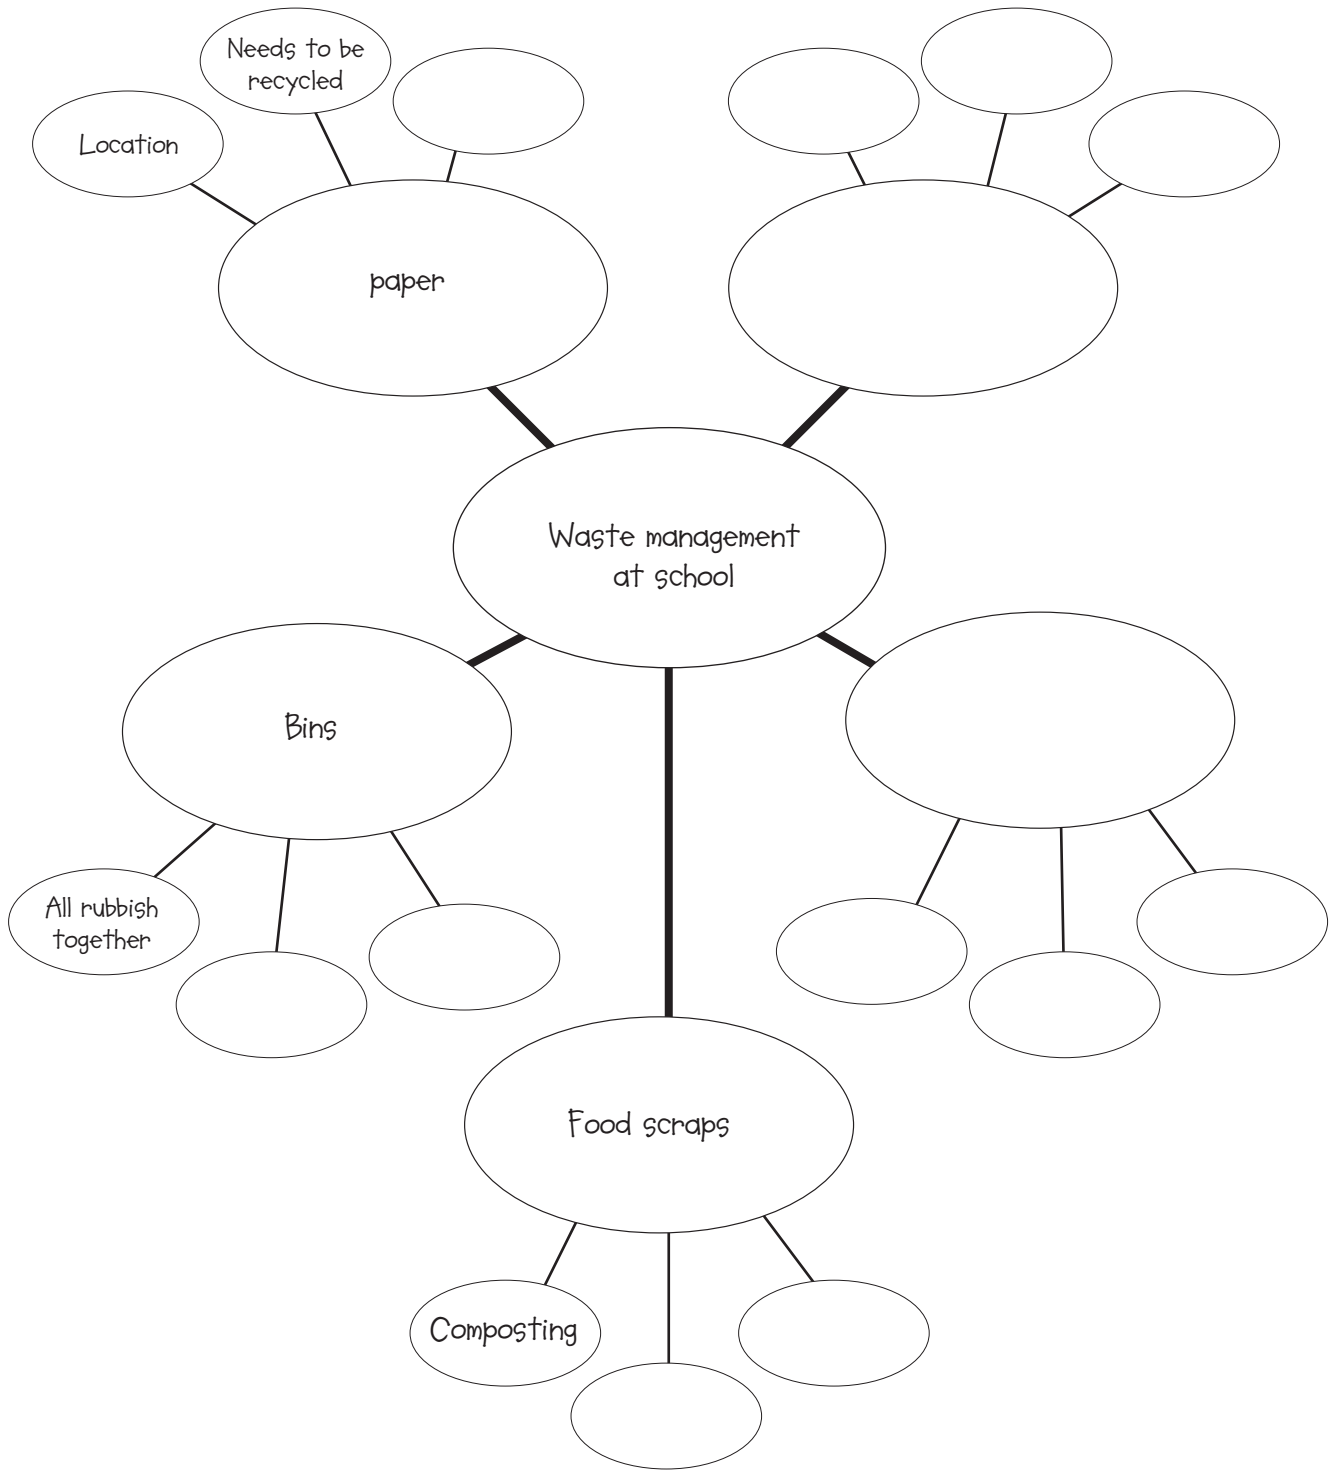 Needs to be
recycled
Location
paper
Waste management
at school
Bins
All rubbish
together
Food scraps
Composting